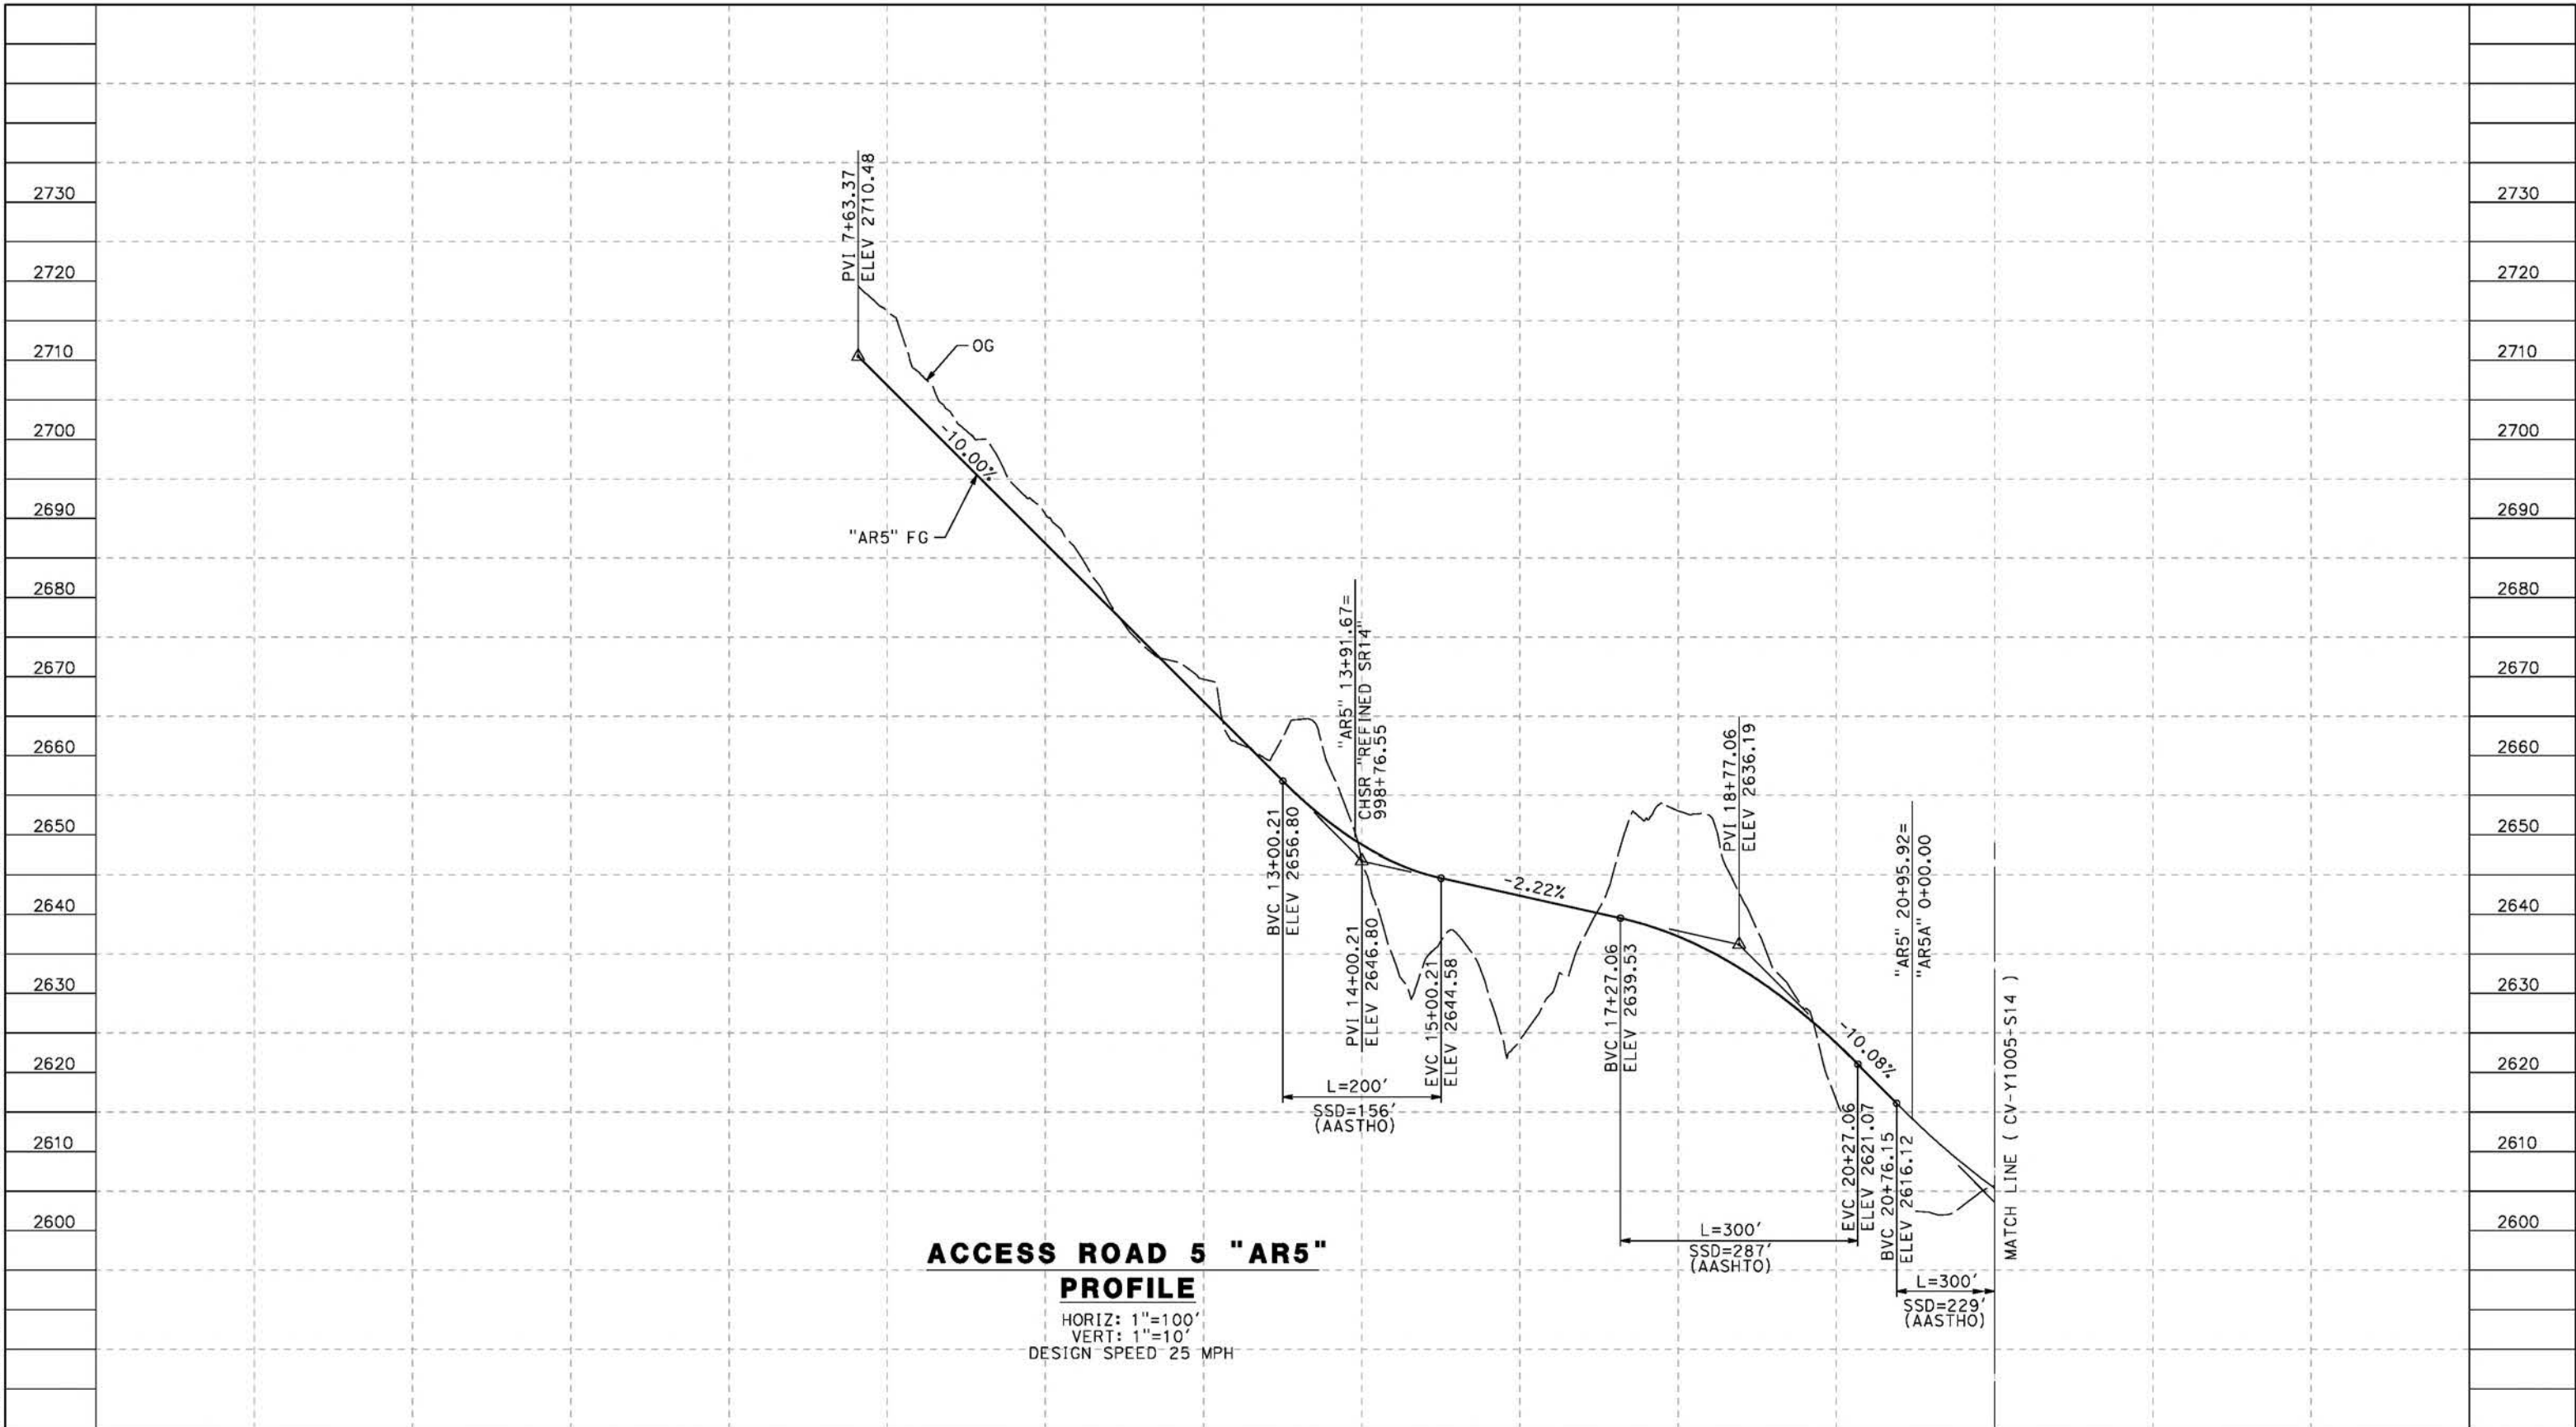 2730
2720
2710
2700
2690
2680
2670
2660
2650
2640
2630
2620
2610
2600
PVI 7+63.37
ELEV 2710.48
OG
-10.00%
"AR5" FG
"AR5" 13+91.67=
CHSR "REFINED SR14"
998+76.55
BVC 13+00.21
ELEV 2656.80
PVI 14+00.21
ELEV 2646.80
EVC 15+00.21
ELEV 2644.58
L=200'
SSD=156'
(AASTHO)
-2.22%
BVC 17+27.06
ELEV 2639.53
PVI 18+77.06
ELEV 2636.19
-10.08%
"AR5" 20+95.92=
"AR5A" 0+00.00
EVC 20+27.06
ELEV 2621.07
BVC 20+76.15
ELEV 2616.12
L=300'
SSD=287'
(AASHTO)
L=300'
SSD=229'
(AASTHO)
MATCH LINE ( CV-Y1005-S14 )
ACCESS ROAD 5 "AR5"
PROFILE
HORIZ: 1"=100'
VERT: 1"=10'
DESIGN SPEED 25 MPH
2730
2720
2710
2700
2690
2680
2670
2660
2650
2640
2630
2620
2610
2600